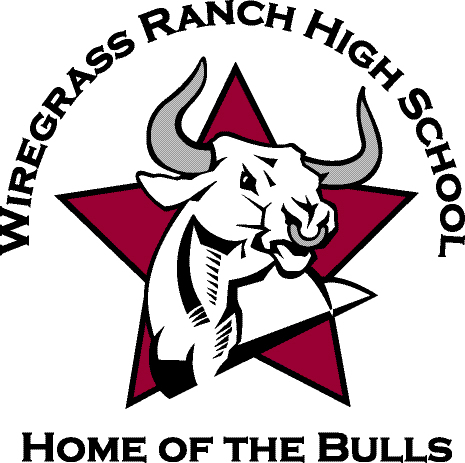 WIREGRASS RANCH HIGH SCHOOL
HOME OF THE BULLS